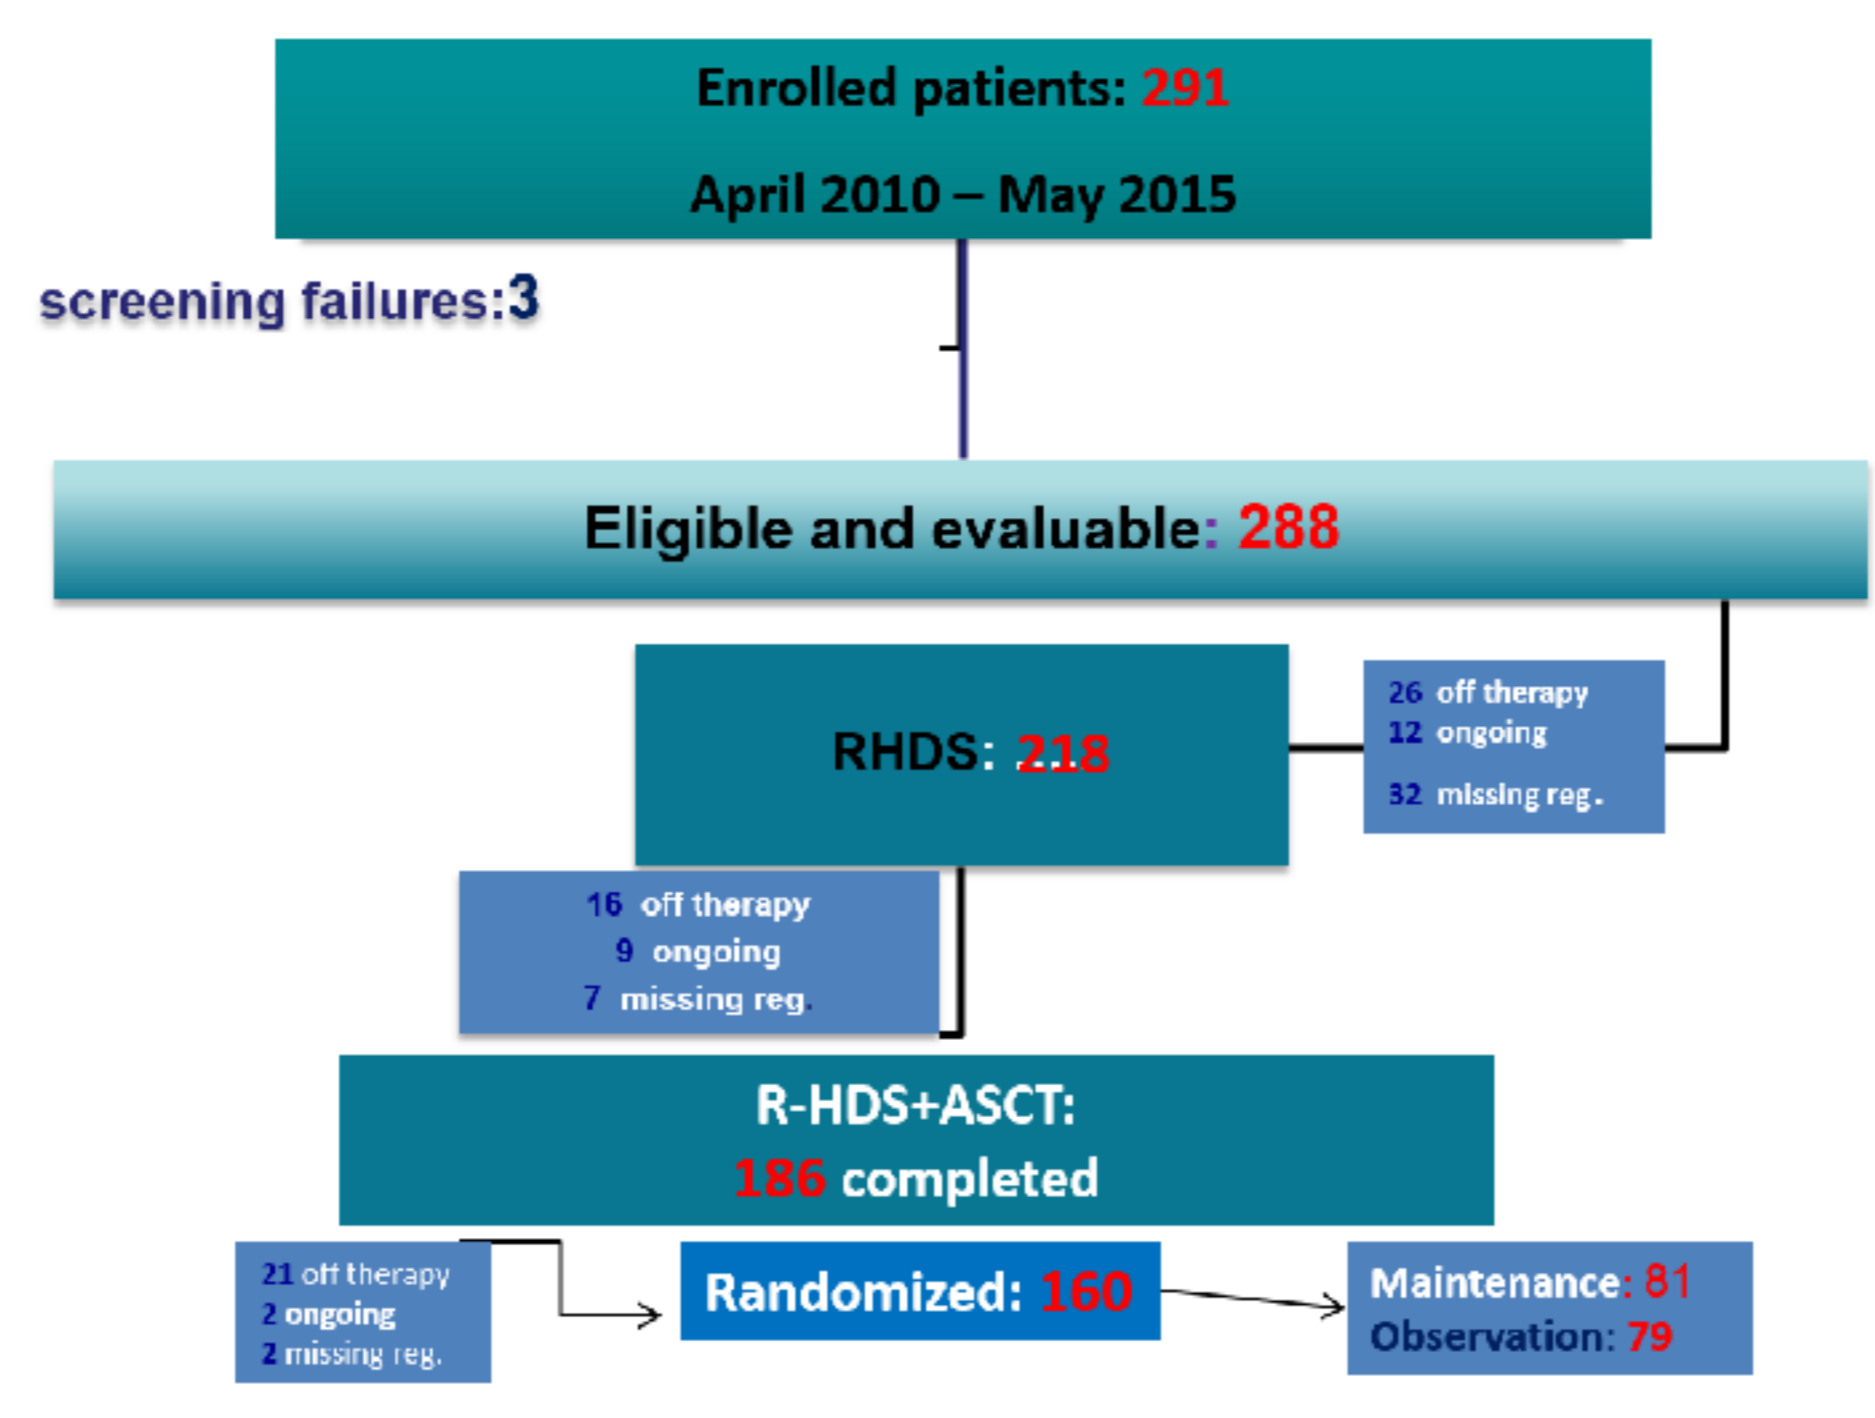 Enrolled patients: 291
April 2010 – May 2015
screening failures:3
Eligible and evaluable: 288
RHDS: 218
26 off therapy
12 ongoing
32 missing reg.
16 off therapy
9 ongoing
7 missing reg.
R-HDS+ASCT:
186 completed
21 off therapy
2 ongoing
2 missing reg.
Randomized: 160
Maintenance: 81
Observation: 79